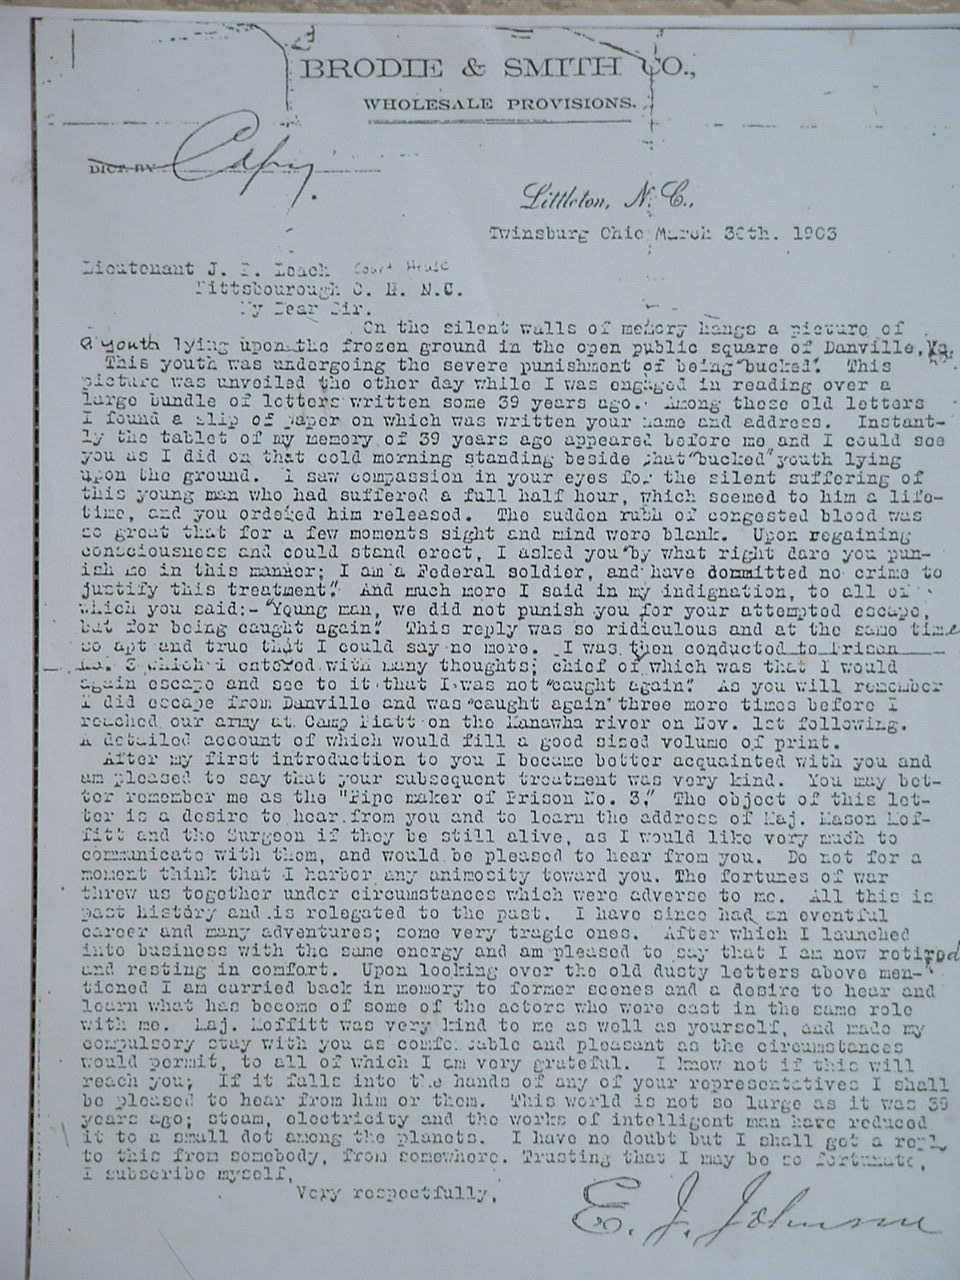 BRODIE & SMITH CO.,
WHOLESALE PROVISIONS.
DICT. BY Copy.
Littleton, N. C.,
Twinsburg Ohio March 30th. 1903
Lieutenant J. Leach Court House
Pittsbourough C. H. N.C.
My Dear Sir.
On the silent walls of memory hangs a picture of
a youth lying upon the frozen ground in the open public square of Danville, Va.
This youth was undergoing the severe punishment of being "bucked". This
picture was unveiled the other day while I was engaged in reading over a
large bundle of letters written some 39 years ago. Among these old letters
I found a slip of paper on which was written your name and address. Instant-
ly the tablet of my memory of 39 years ago appeared before me and I could see
you as I did on that cold morning standing beside that "bucked" youth lying
upon the ground. I saw compassion in your eyes for the silent suffering of
this young man who had suffered a full half hour, which seemed to him a life-
time, and you ordered him released. The sudden rush of congested blood was
so great that for a few moments sight and mind were blank. Upon regaining
consciousness and could stand erect, I asked you "by what right dare you pun-
ish me in this manner; I am a Federal soldier, and have dommitted no crime to
justify this treatment." And much more I said in my indignation, to all of
which you said:- "Young man, we did not punish you for your attempted escape,
but for being caught again." This reply was so ridiculous and at the same time
so apt and true that I could say no more. I was then conducted to Prison
No. 3 which I entered with many thoughts; chief of which was that I would
again escape and see to it that I was not "caught again." As you will remember
I did escape from Danville and was "caught again" three more times before I
reached our army at Camp Piatt on the Kanawha river on Nov. 1st following.
A detailed account of which would fill a good sized volume of print.
After my first introduction to you I became better acquainted with you and
am pleased to say that your subsequent treatment was very kind. You may bet-
ter remember me as the "Pipe maker of Prison No. 3." The object of this let-
ter is a desire to hear from you and to learn the address of Maj. Mason Mof-
fitt and the Surgeon if they be still alive, as I would like very much to
communicate with them, and would be pleased to hear from you. Do not for a
moment think that I harbor any animosity toward you. The fortunes of war
threw us together under circumstances which were adverse to me. All this is
past history and is relegated to the past. I have since had an eventful
career and many adventures; some very tragic ones. After which I launched
into business with the same energy and am pleased to say that I am now retired
and resting in comfort. Upon looking over the old dusty letters above men-
tioned I am carried back in memory to former scenes and a desire to hear and
learn what has become of some of the actors who were cast in the same role
with me. Maj. Moffitt was very kind to me as well as yourself, and made my
compulsory stay with you as comfortable and pleasant as the circumstances
would permit, to all of which I am very grateful. I know not if this will
reach you; If it falls into the hands of any of your representatives I shall
be pleased to hear from him or them. This world is not so large as it was 39
years ago; steam, electricity and the works of intelligent man have reduced
it to a small dot among the planets. I have no doubt but I shall get a reply
to this from somebody, from somewhere. Trusting that I may be so fortunate,
I subscribe myself,
Very respectfully,
E. J. Johnson